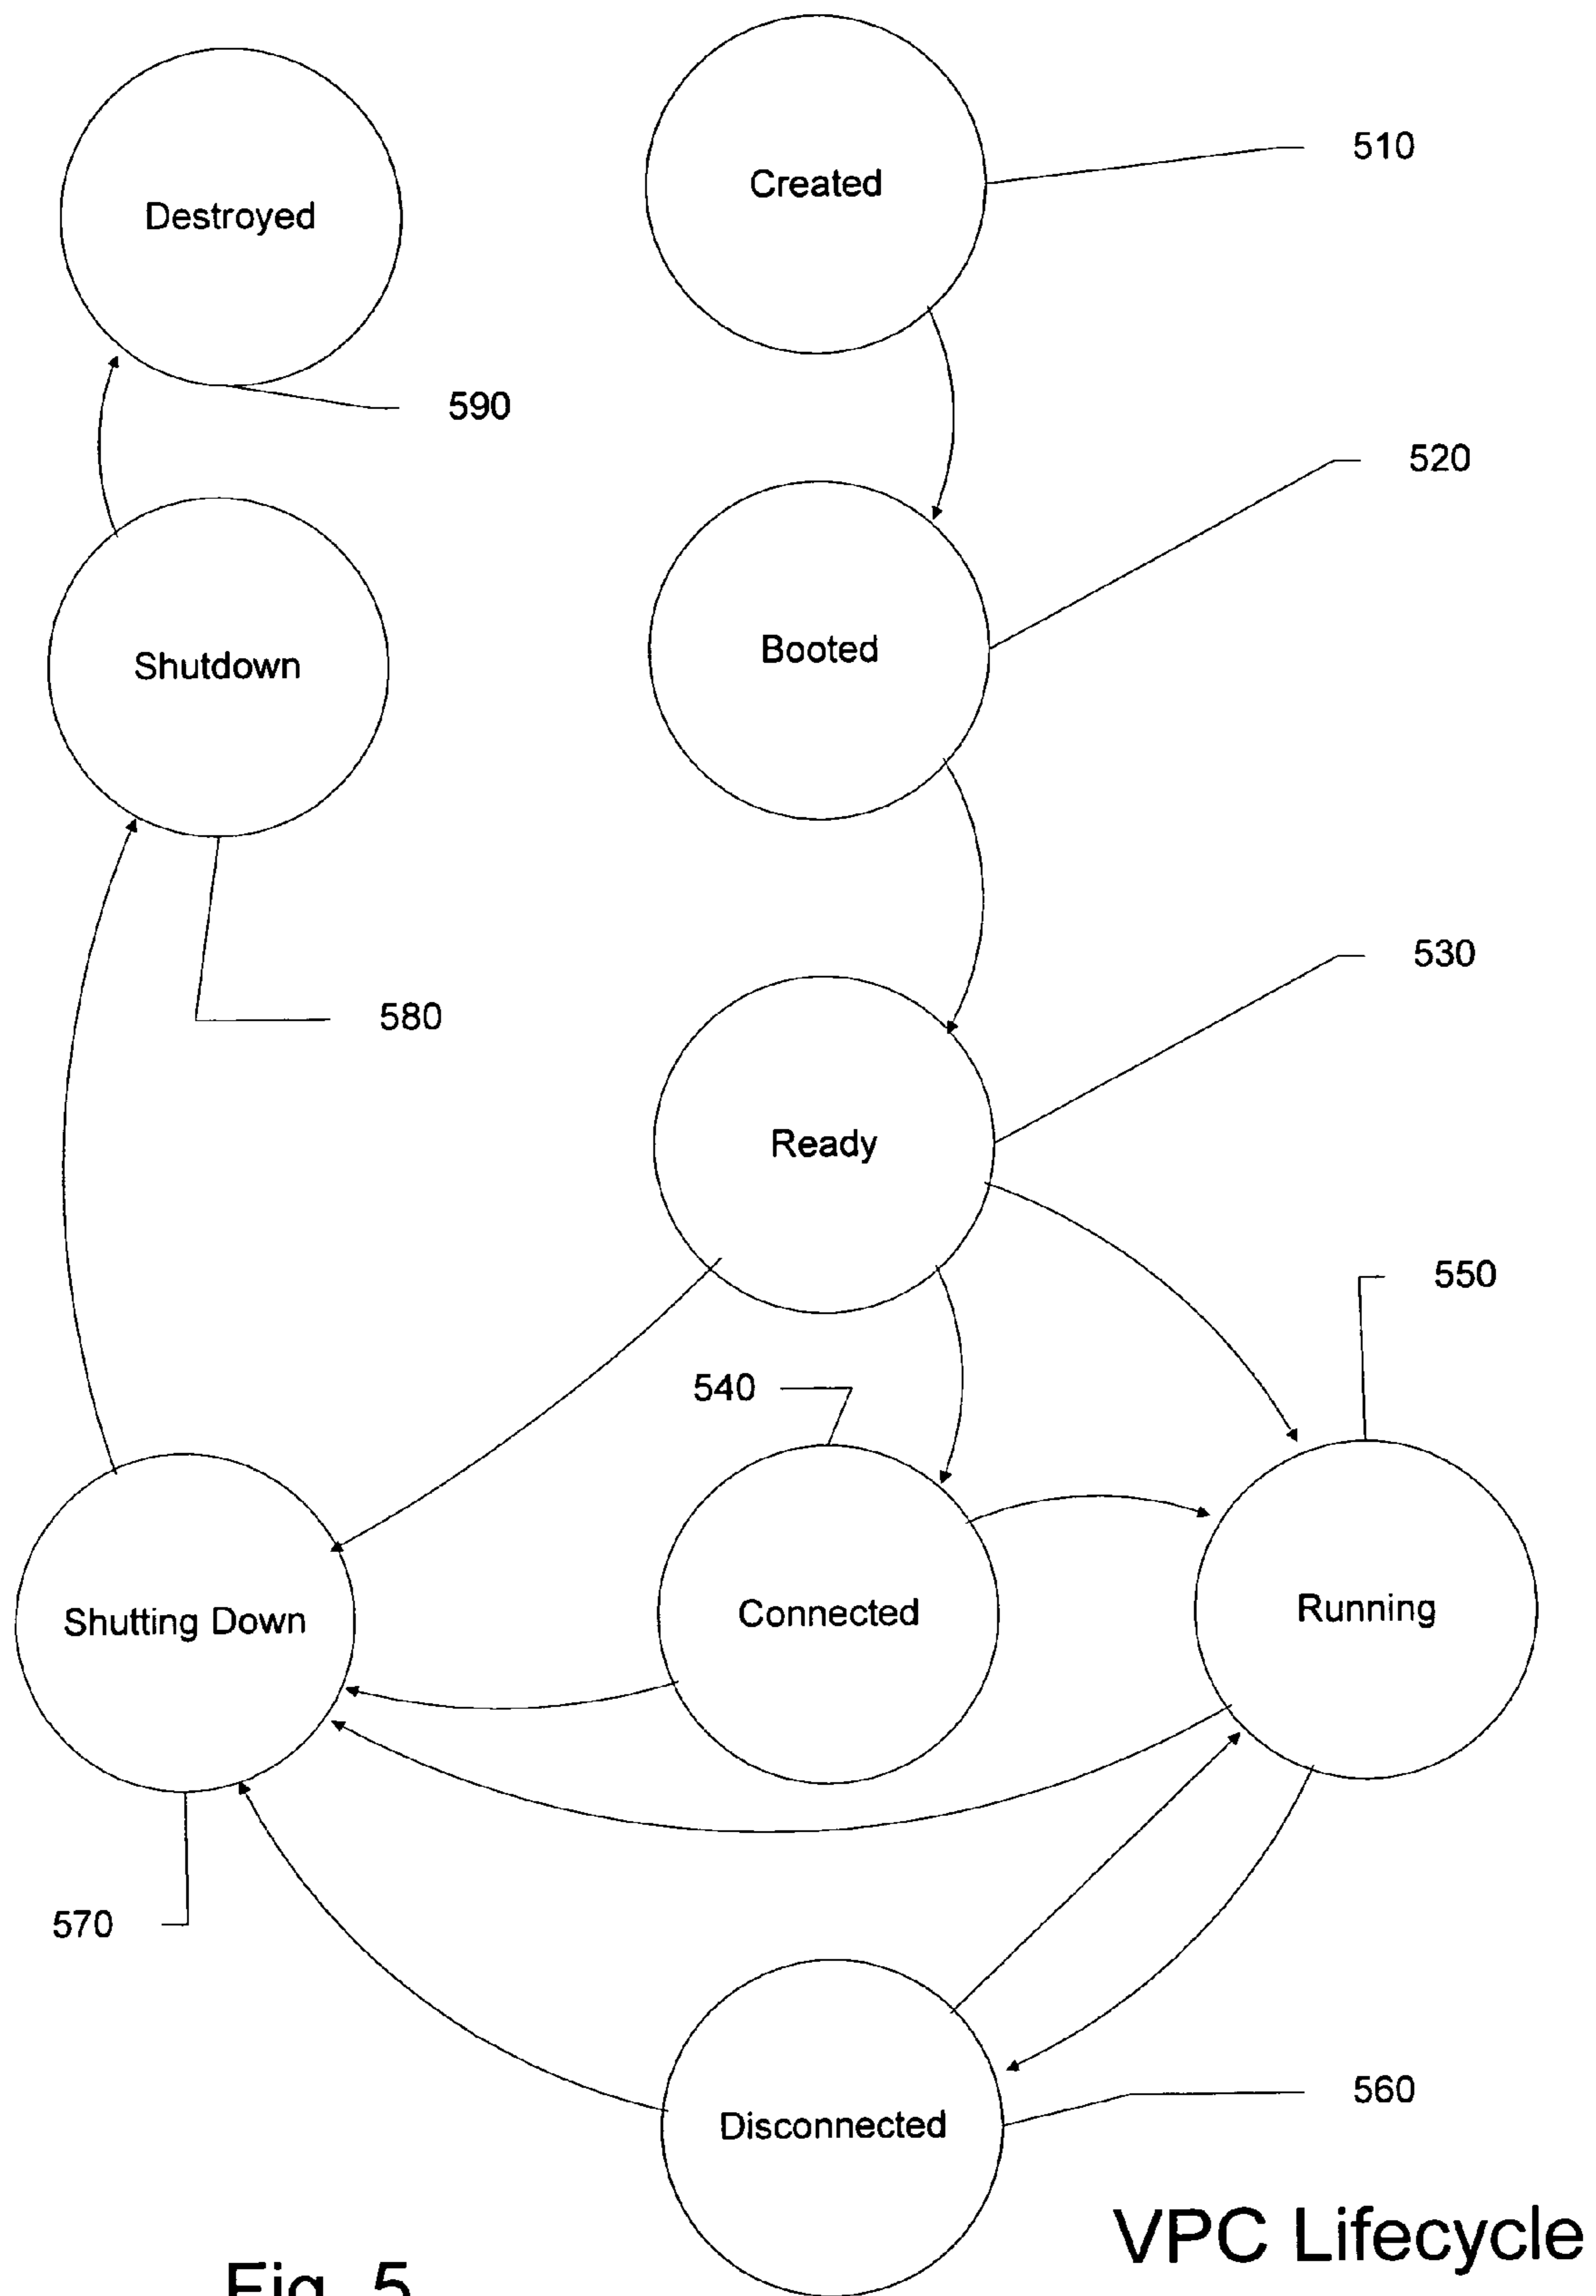 Created
510
Destroyed
590
520
Booted
Shutdown
530
580
Ready
550
540
Shutting Down
Connected
Running
570
560
Disconnected
VPC Lifecycle
Fig. 5